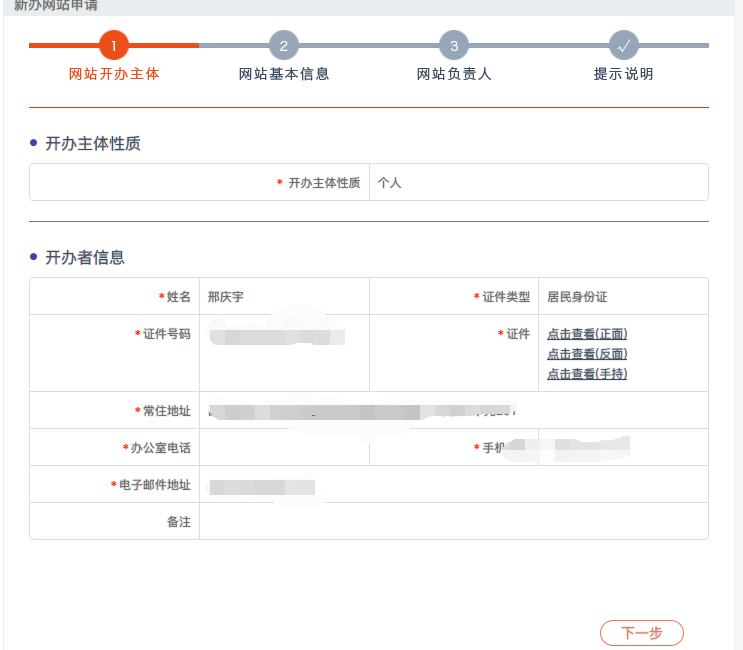 新办网站申请
1 2 3
网站开办主体 网站基本信息 网站负责人 提示说明
开办主体性质
* 开办主体性质 个人
开办者信息
*姓名 邢庆宇 *证件类型 居民身份证
*证件号码 *证件 点击查看(正面)
点击查看(反面)
点击查看(手持)
*常住地址
*办公室电话 *手机
*电子邮件地址
备注
下一步